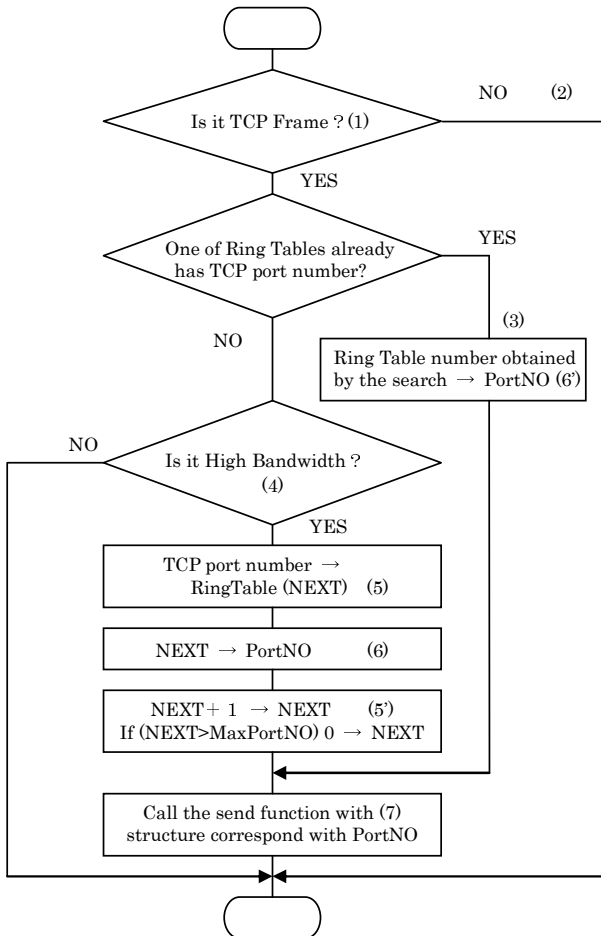 NO (2)
Is it TCP Frame ? (1)
YES
One of Ring Tables already
has TCP port number?
YES
(3)
NO
Ring Table number obtained
by the search → PortNO (6’)
NO
Is it High Bandwidth ?
(4)
YES
TCP port number →
RingTable (NEXT) (5)
NEXT → PortNO (6)
NEXT+ 1 → NEXT (5’)
If (NEXT>MaxPortNO) 0 → NEXT
Call the send function with (7)
structure correspond with PortNO